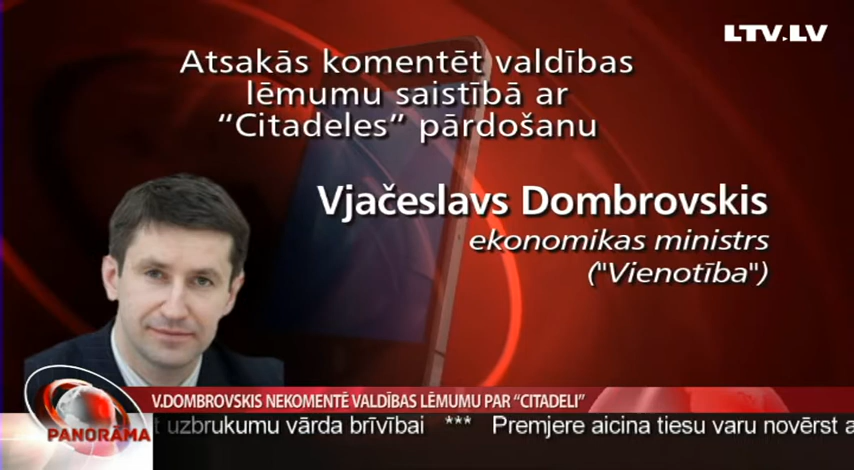 LTV.LV
Atsakās komentēt valdības
lēmumu saistībā ar
“Citadeles” pārdošanu
Vjačeslavs Dombrovskis
ekonomikas ministrs
("Vienotība")
V.DOMBROVSKIS NEKOMENTĒ VALDĪBAS LĒMUMU PAR “CITADELI”
PANORĀMA
t uzbrukumu vārda brīvībai *** Premjere aicina tiesu varu novērst a